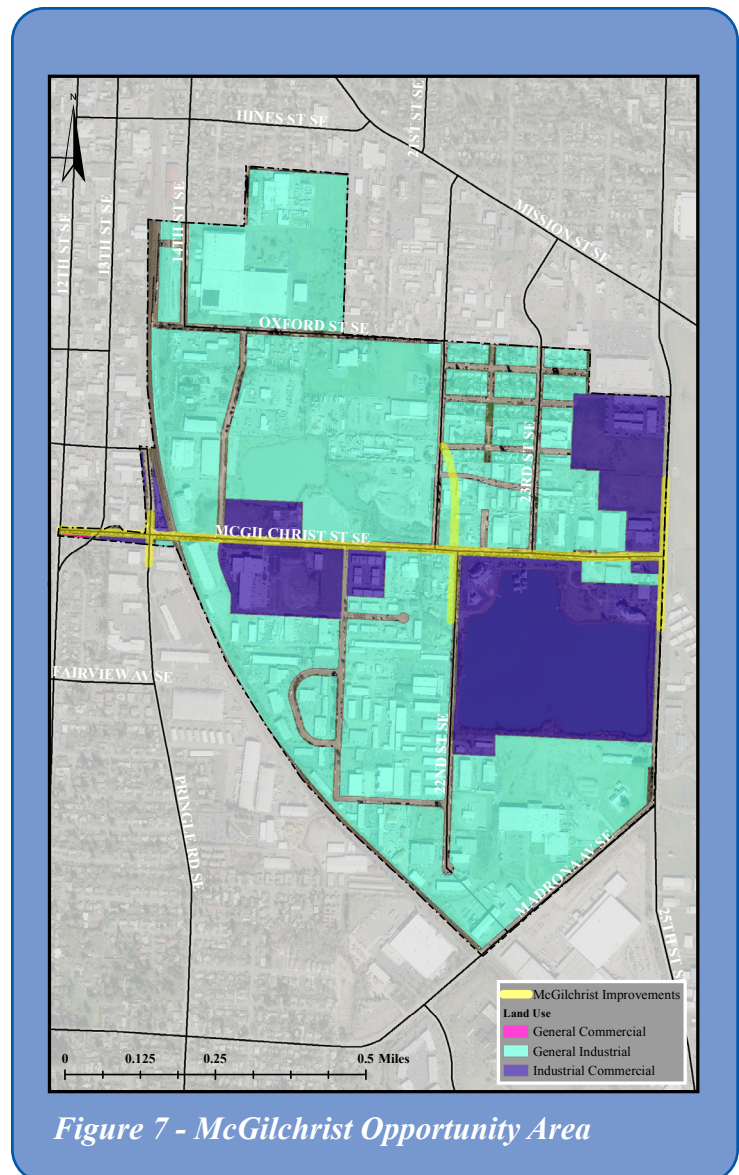 N
HINES ST SE
21ST ST SE
MISSION ST SE
12TH ST SE
13TH ST SE
14TH ST SE
OXFORD ST SE
23RD ST SE
MCGILCHRIST ST SE
FAIRVIEW AV SE
22ND ST SE
PRINGLE RD SE
MADRONA AV SE
25TH ST S
McGilchrist Improvements
Land Use
General Commercial
General Industrial
Industrial Commercial
0 0.125 0.25 0.5 Miles
Figure 7 - McGilchrist Opportunity Area